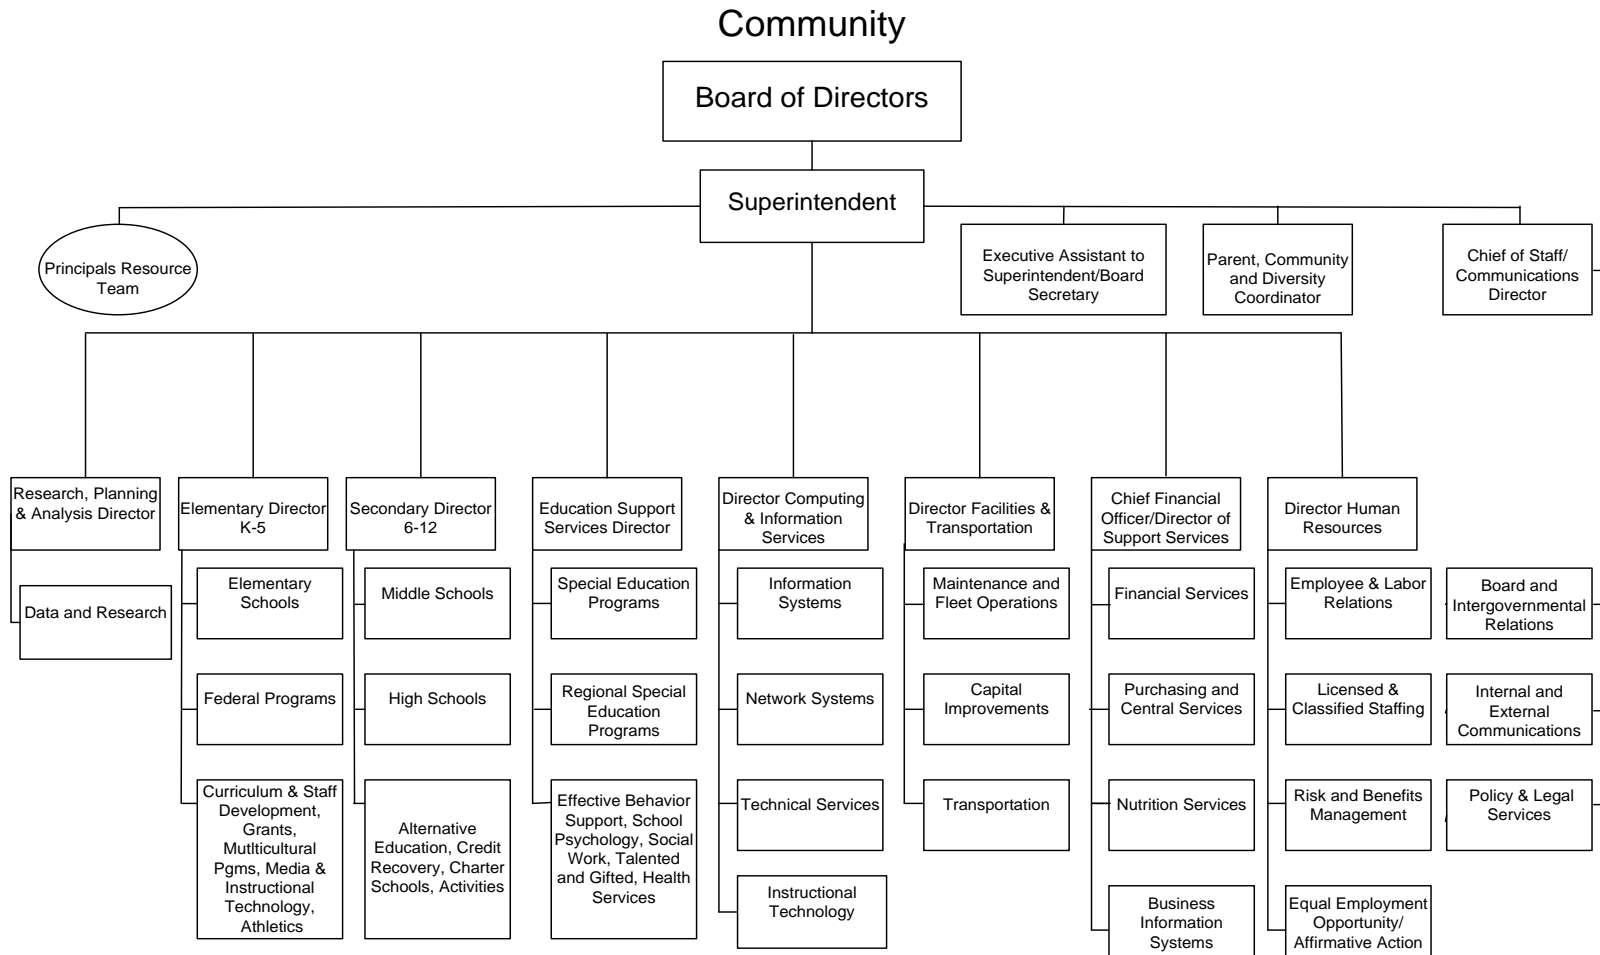 Community
Board of Directors
Superintendent
Principals Resource
Team
Executive Assistant to
Superintendent/Board
Secretary
Parent, Community
and Diversity
Coordinator
Chief of Staff/
Communications
Director
Research, Planning
& Analysis Director
Elementary Director
K-5
Secondary Director
6-12
Education Support
Services Director
Director Computing
& Information
Services
Director Facilities &
Transportation
Chief Financial
Officer/Director of
Support Services
Director Human
Resources
Data and Research
Elementary
Schools
Middle Schools
Special Education
Programs
Information
Systems
Maintenance and
Fleet Operations
Financial Services
Employee & Labor
Relations
Board and
Intergovernmental
Relations
Federal Programs
High Schools
Regional Special
Education
Programs
Network Systems
Capital
Improvements
Purchasing and
Central Services
Licensed &
Classified Staffing
Internal and
External
Communications
Curriculum & Staff
Development,
Grants,
Mutlticultural
Pgms, Media &
Instructional
Technology,
Athletics
Alternative
Education, Credit
Recovery, Charter
Schools, Activities
Effective Behavior
Support, School
Psychology, Social
Work, Talented
and Gifted, Health
Services
Technical Services
Transportation
Nutrition Services
Risk and Benefits
Management
Policy & Legal
Services
Instructional
Technology
Business
Information
Systems
Equal Employment
Opportunity/
Affirmative Action